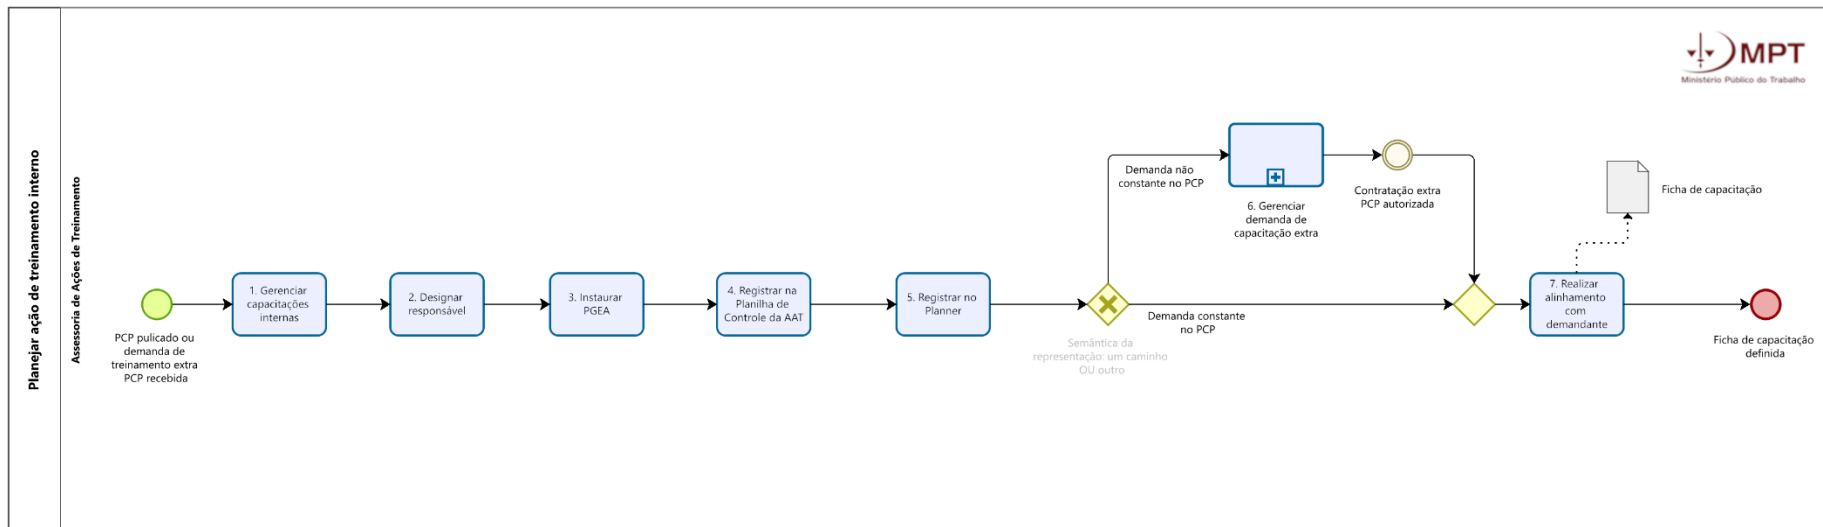 Planejar ação de treinamento interno
Assessoria de Ações de Treinamento
MPT
Ministério Público do Trabalho
PCP pulicado ou
demanda de
treinamento extra
PCP recebida
1. Gerenciar
capacitações
internas
2. Designar
responsável
3. Instaurar
PGEA
4. Registrar na
Planilha de
Controle da AAT
5. Registrar no
Planner
Semântica da
representação: um caminho
OU outro
Demanda não
constante no PCP
6. Gerenciar
demanda de
capacitação extra
Contratação extra
PCP autorizada
Demanda constante
no PCP
7. Realizar
alinhamento
com
demandante
Ficha de capacitação
Ficha de capacitação
definida